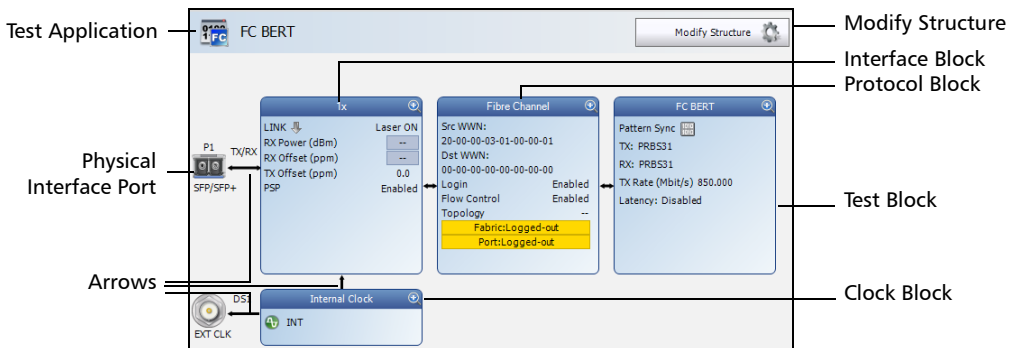 Test Application
FC BERT
Modify Structure
Modify Structure
Interface Block
Protocol Block
Physical
Interface Port
P1
TX/RX
SFP/SFP+
1x
LINK
Laser ON
RX Power (dBm)
--
RX Offset (ppm)
--
TX Offset (ppm)
0.0
PSP
Enabled
Fibre Channel
Src WWN:
20-00-00-03-01-00-00-01
Dst WWN:
00-00-00-00-00-00-00-00
Login
Enabled
Flow Control
Enabled
Topology
--
Fabric:Logged-out
Port:Logged-out
FC BERT
Pattern Sync
TX: PRBS31
RX: PRBS31
TX Rate (Mbit/s) 850.000
Latency: Disabled
Test Block
Arrows
DS1
EXT CLK
Internal Clock
INT
Clock Block